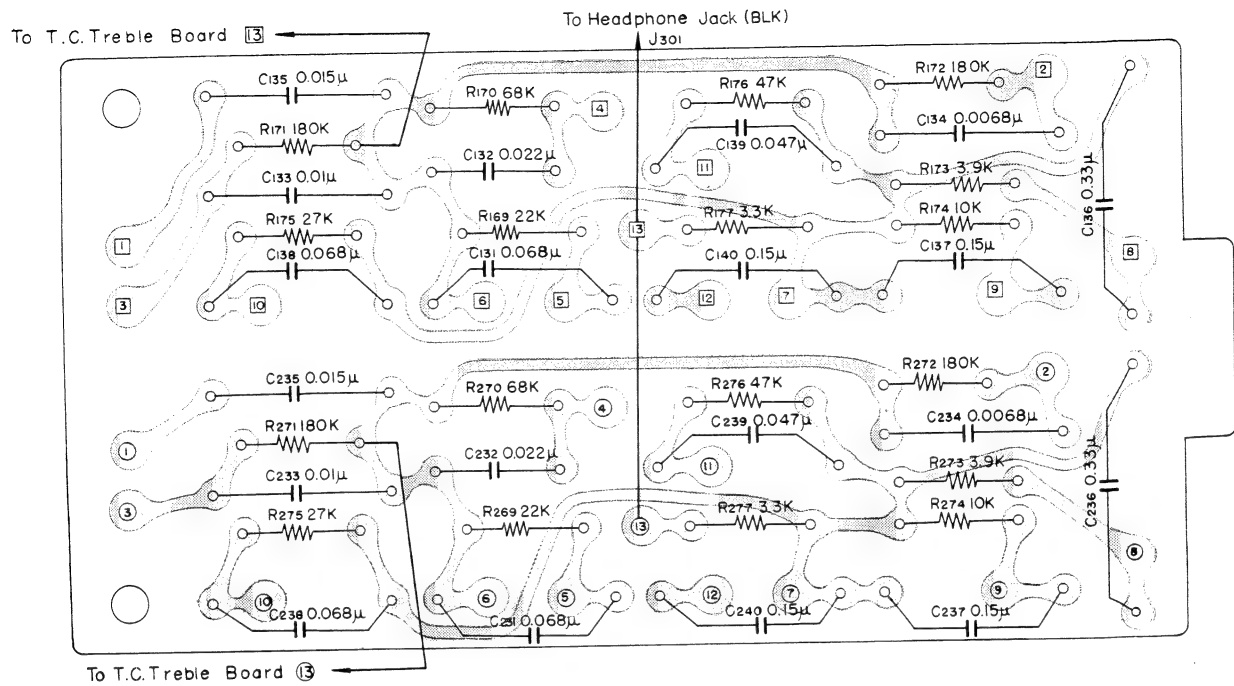 To Headphone Jack (BLK)
To T.C. Treble Board 13
J301
C135 0.015μ
R170 68K
4
R176 47K
R172 180K
2
R171 180K
C139 0.047μ
C134 0.0068μ
C132 0.022μ
11
C133 0.01μ
R173 3.9K
C136 0.33μ
R175 27K
R169 22K
13
R177 3.3K
R174 10K
1
C138 0.068μ
C131 0.068μ
C140 0.15μ
C137 0.15μ
8
3
10
6
5
12
7
9
C235 0.015μ
R270 68K
4
R276 47K
R272 180K
2
R271 180K
C239 0.047μ
C234 0.0068μ
1
C232 0.022μ
11
C233 0.01μ
R273 3.9K
C236 0.33μ
3
R275 27K
R269 22K
13
R277 3.3K
R274 10K
8
10
6
5
12
7
9
C238 0.068μ
C231 0.068μ
C240 0.15μ
C237 0.15μ
To T.C. Treble Board 13